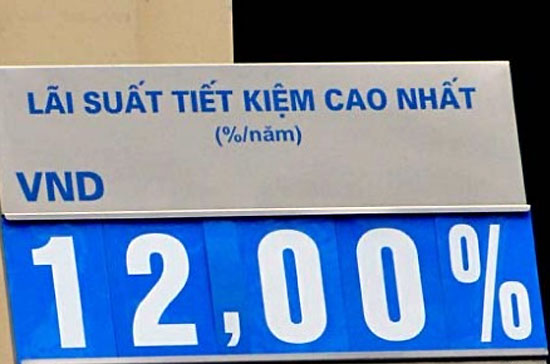 LÃI SUẤT TIẾT KIỆM CAO NHẤT
(%/năm)
VND
12,00%